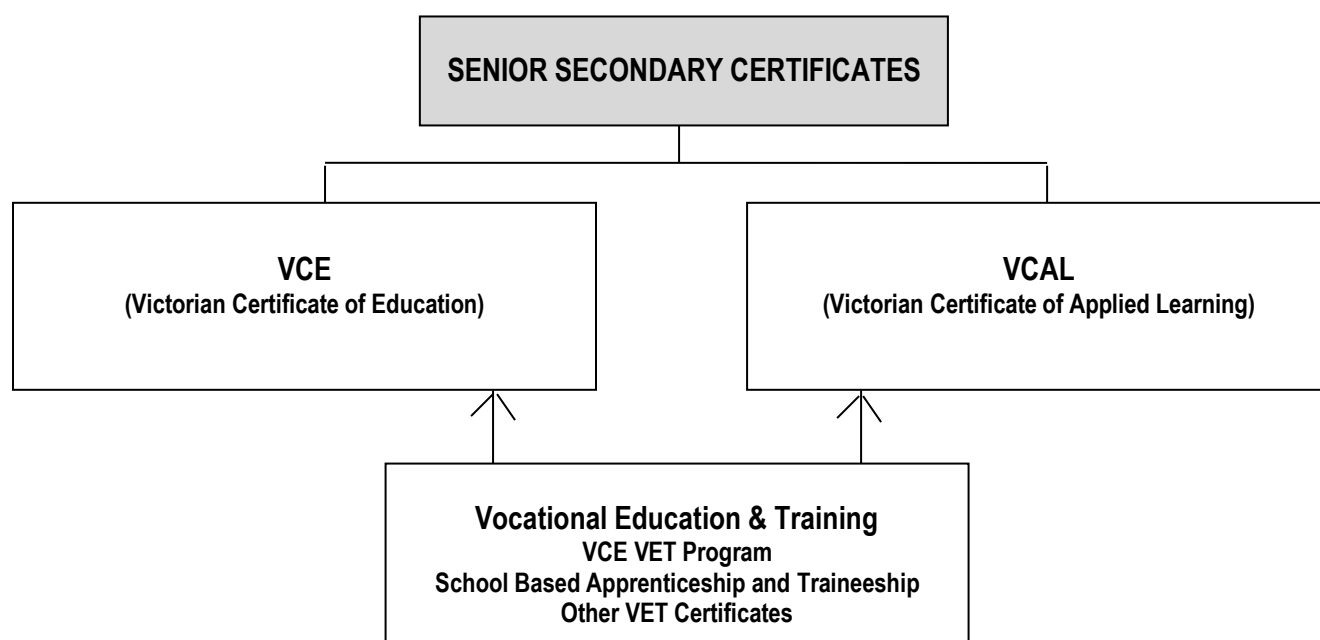 SENIOR SECONDARY CERTIFICATES
VCE
(Victorian Certificate of Education)
VCAL
(Victorian Certificate of Applied Learning)
Vocational Education & Training
VCE VET Program
School Based Apprenticeship and Traineeship
Other VET Certificates